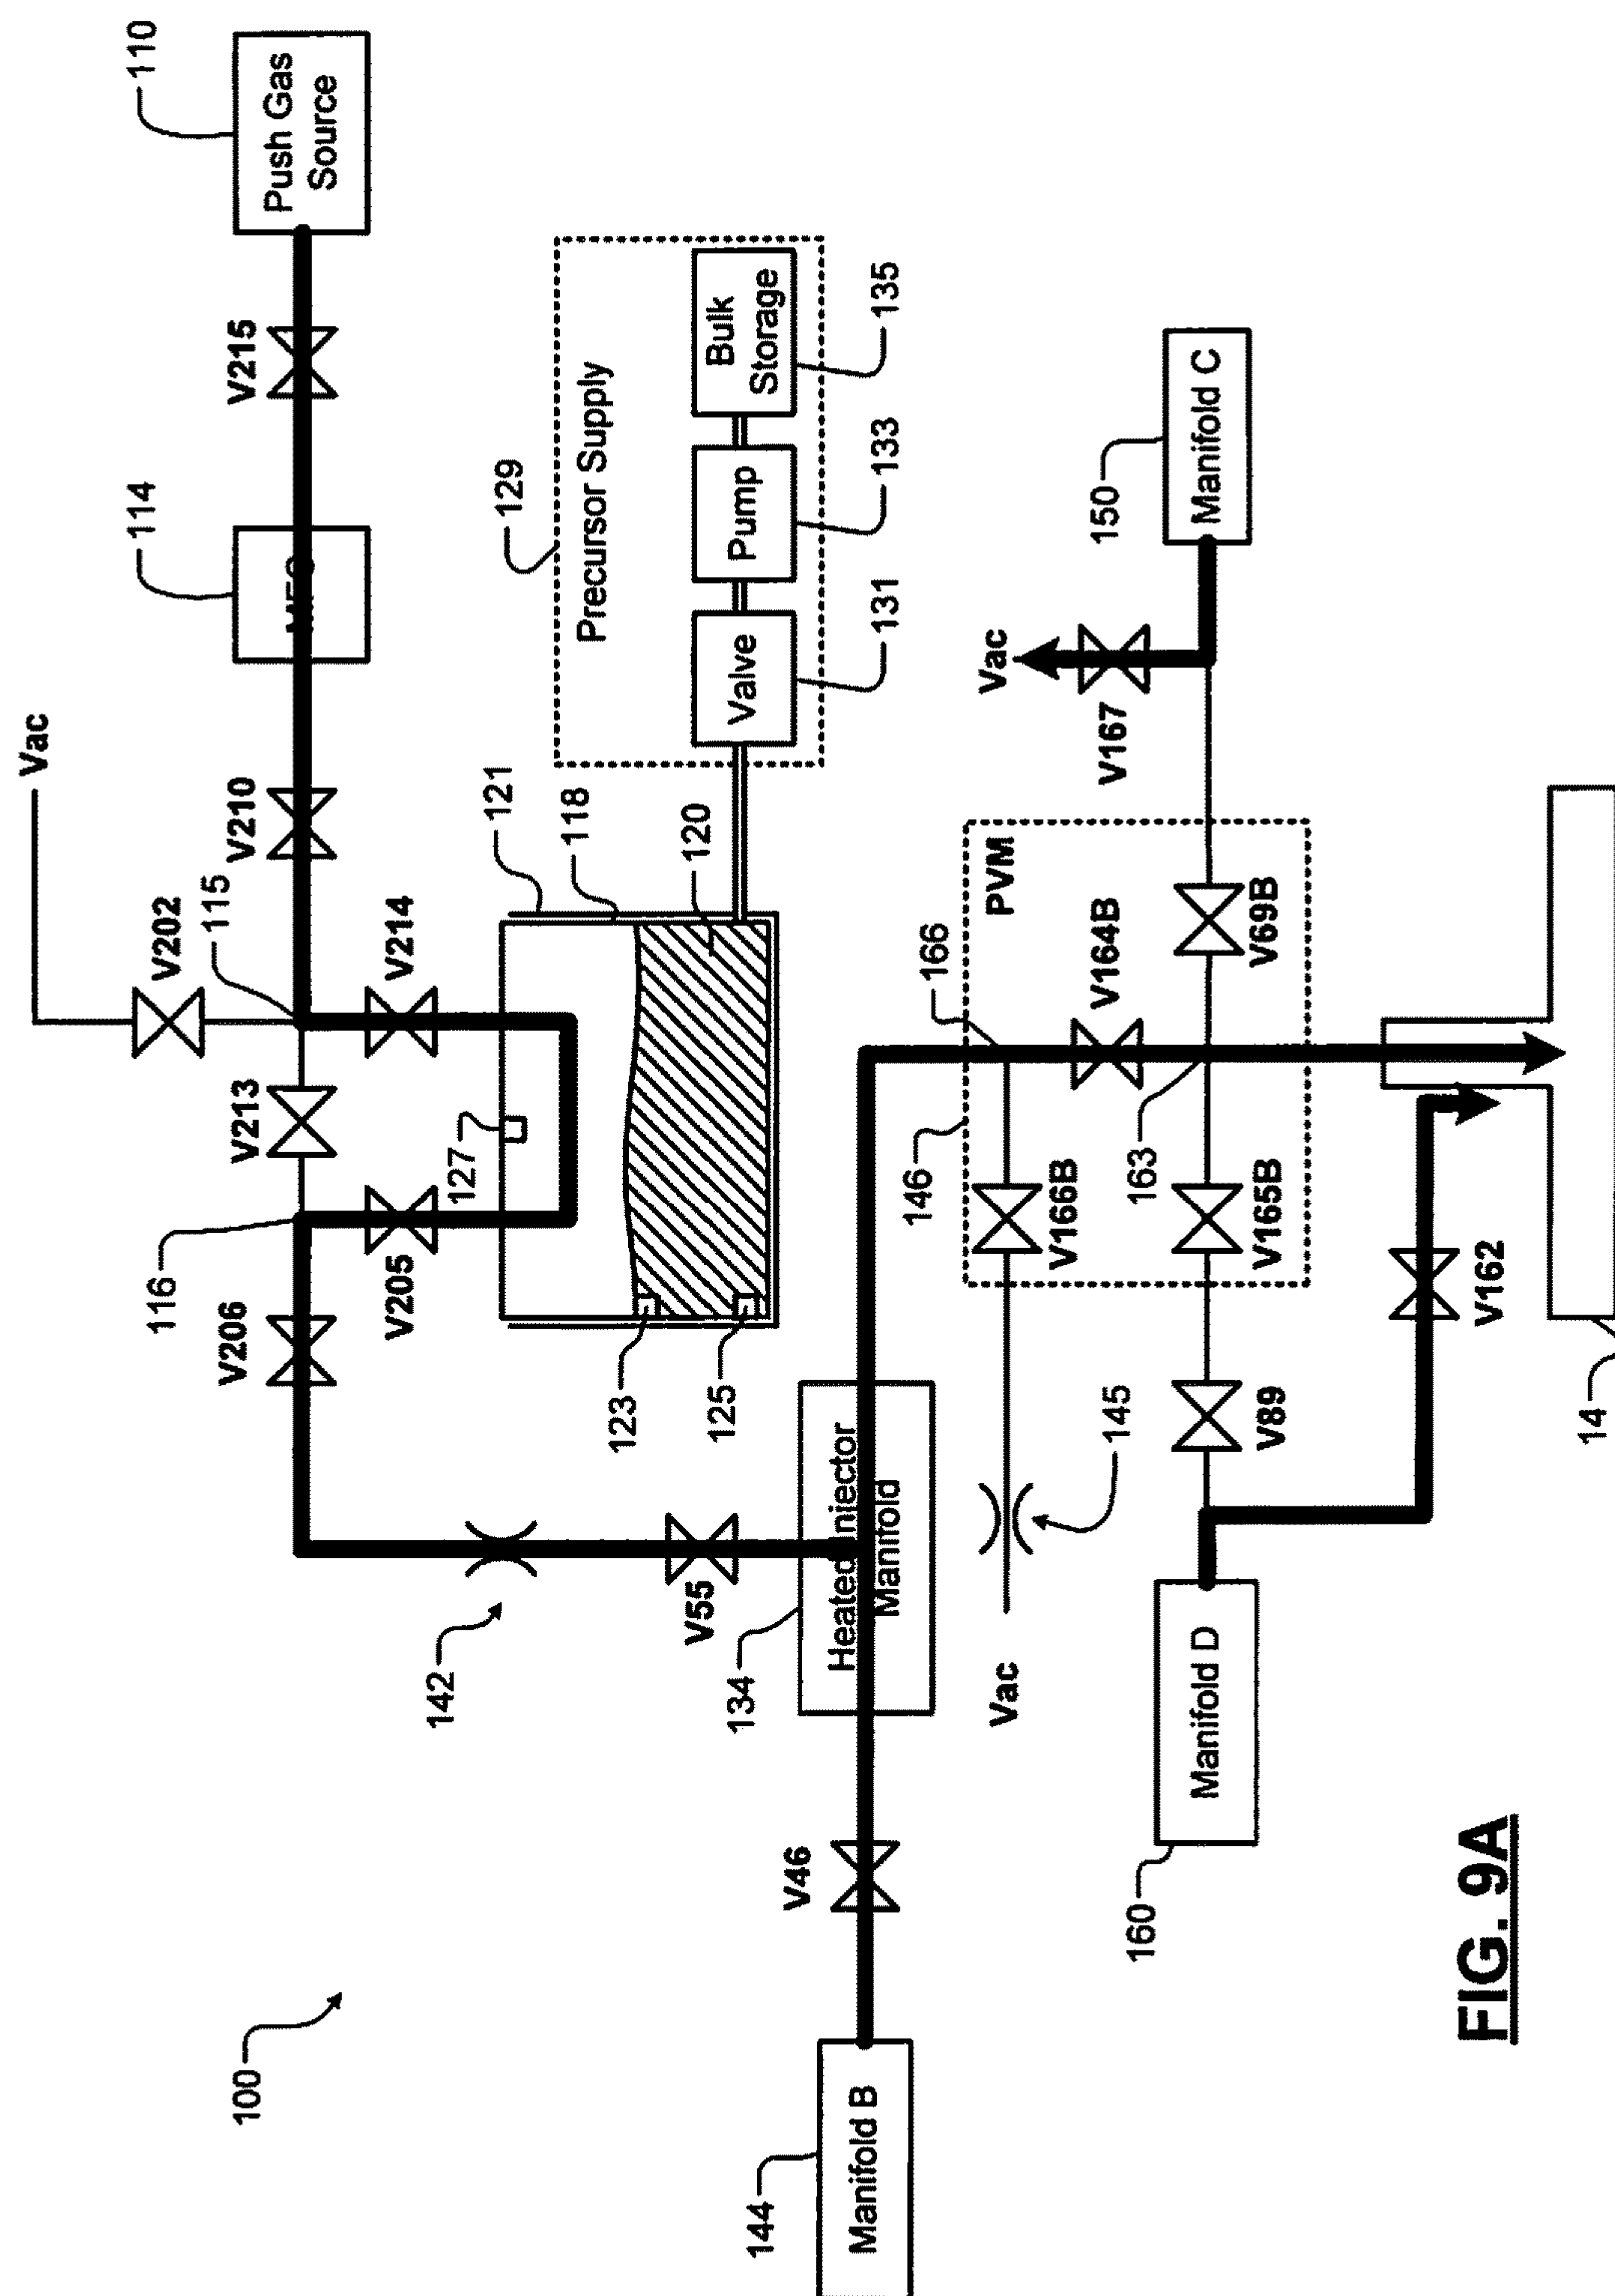 Vac
114
110
116
V202
115
100
V206
V213
V210
V215
Push Gas
Source
V205
V214
142
127
121
129
118
Precursor Supply
123
V55
125
120
Valve
Pump
Bulk
Storage
144
134
V46
Heated Injector
Manifold
Manifold B
131
133
135
146
166
Vac
PVM
Vac
V166B
V164B
150
145
V167
160
163
Manifold D
Manifold C
V89
V165B
V69B
V162
FIG. 9A
14